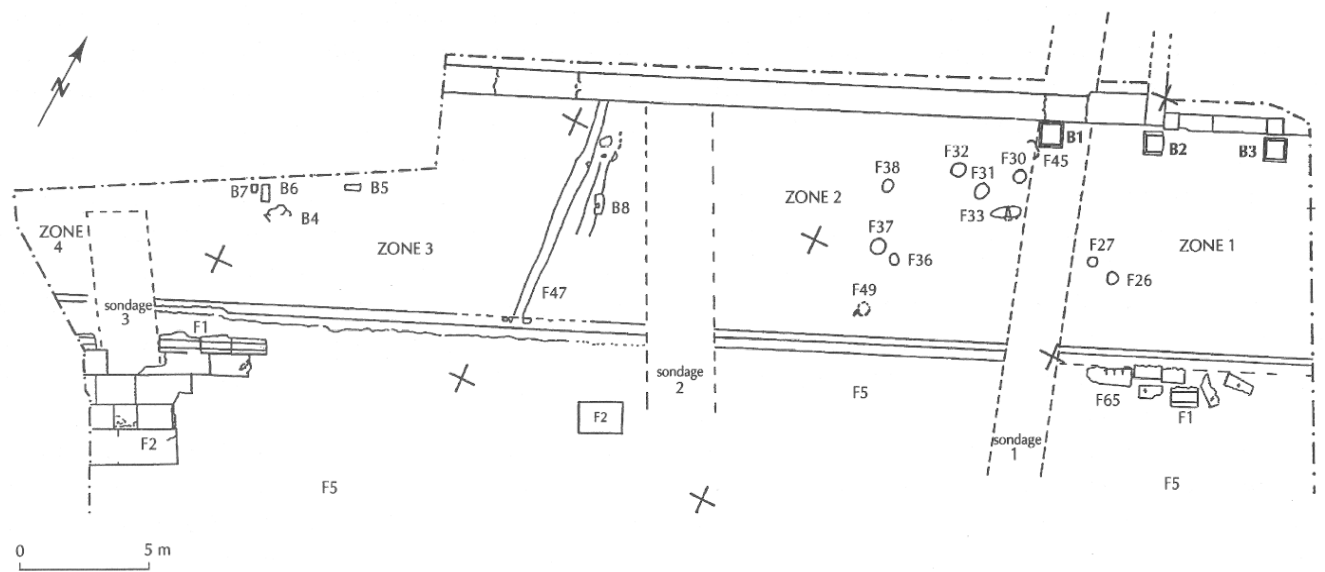 N
B1
B2
B3
F45
F30
F32
F31
F38
F33
B7
B6
B5
B4
B8
ZONE 2
ZONE
4
ZONE 3
ZONE 1
F37
F36
F27
F26
F47
F49
sondage
3
F1
sondage
2
F5
F65
F1
F2
F2
sondage
1
F5
F5
0
5 m